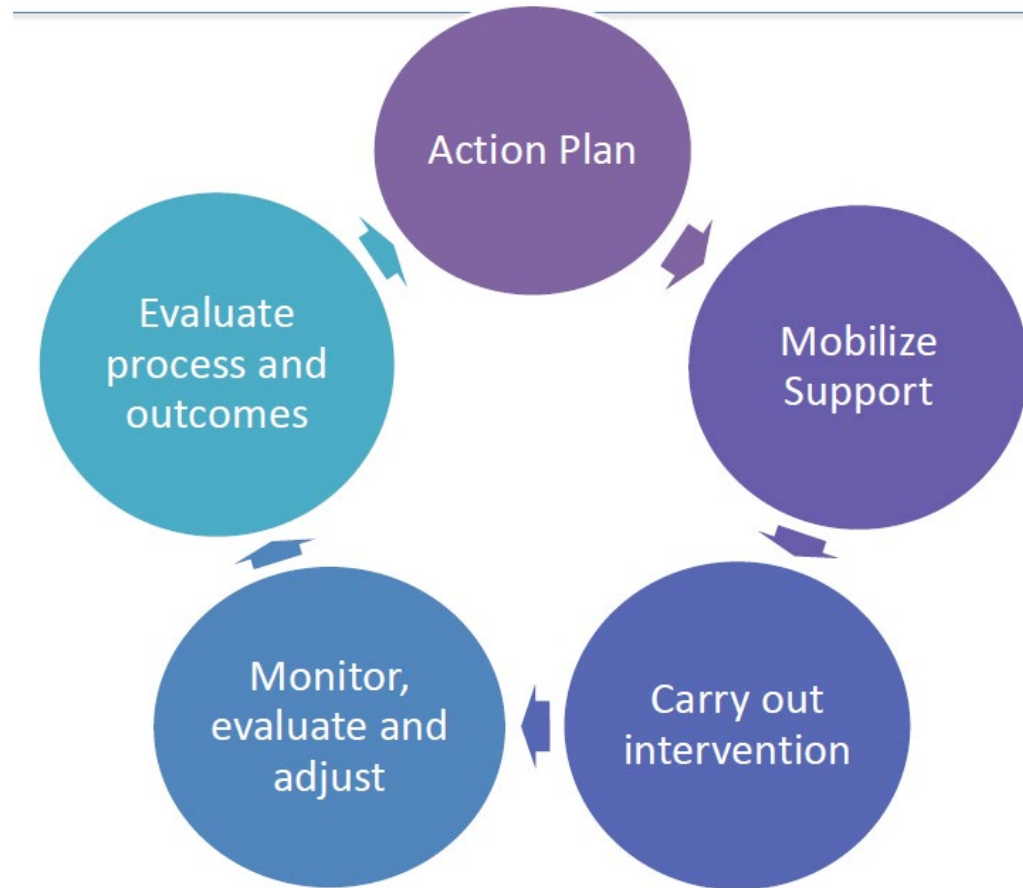 Action Plan
Mobilize
Support
Carry out
intervention
Monitor,
evaluate and
adjust
Evaluate
process and
outcomes